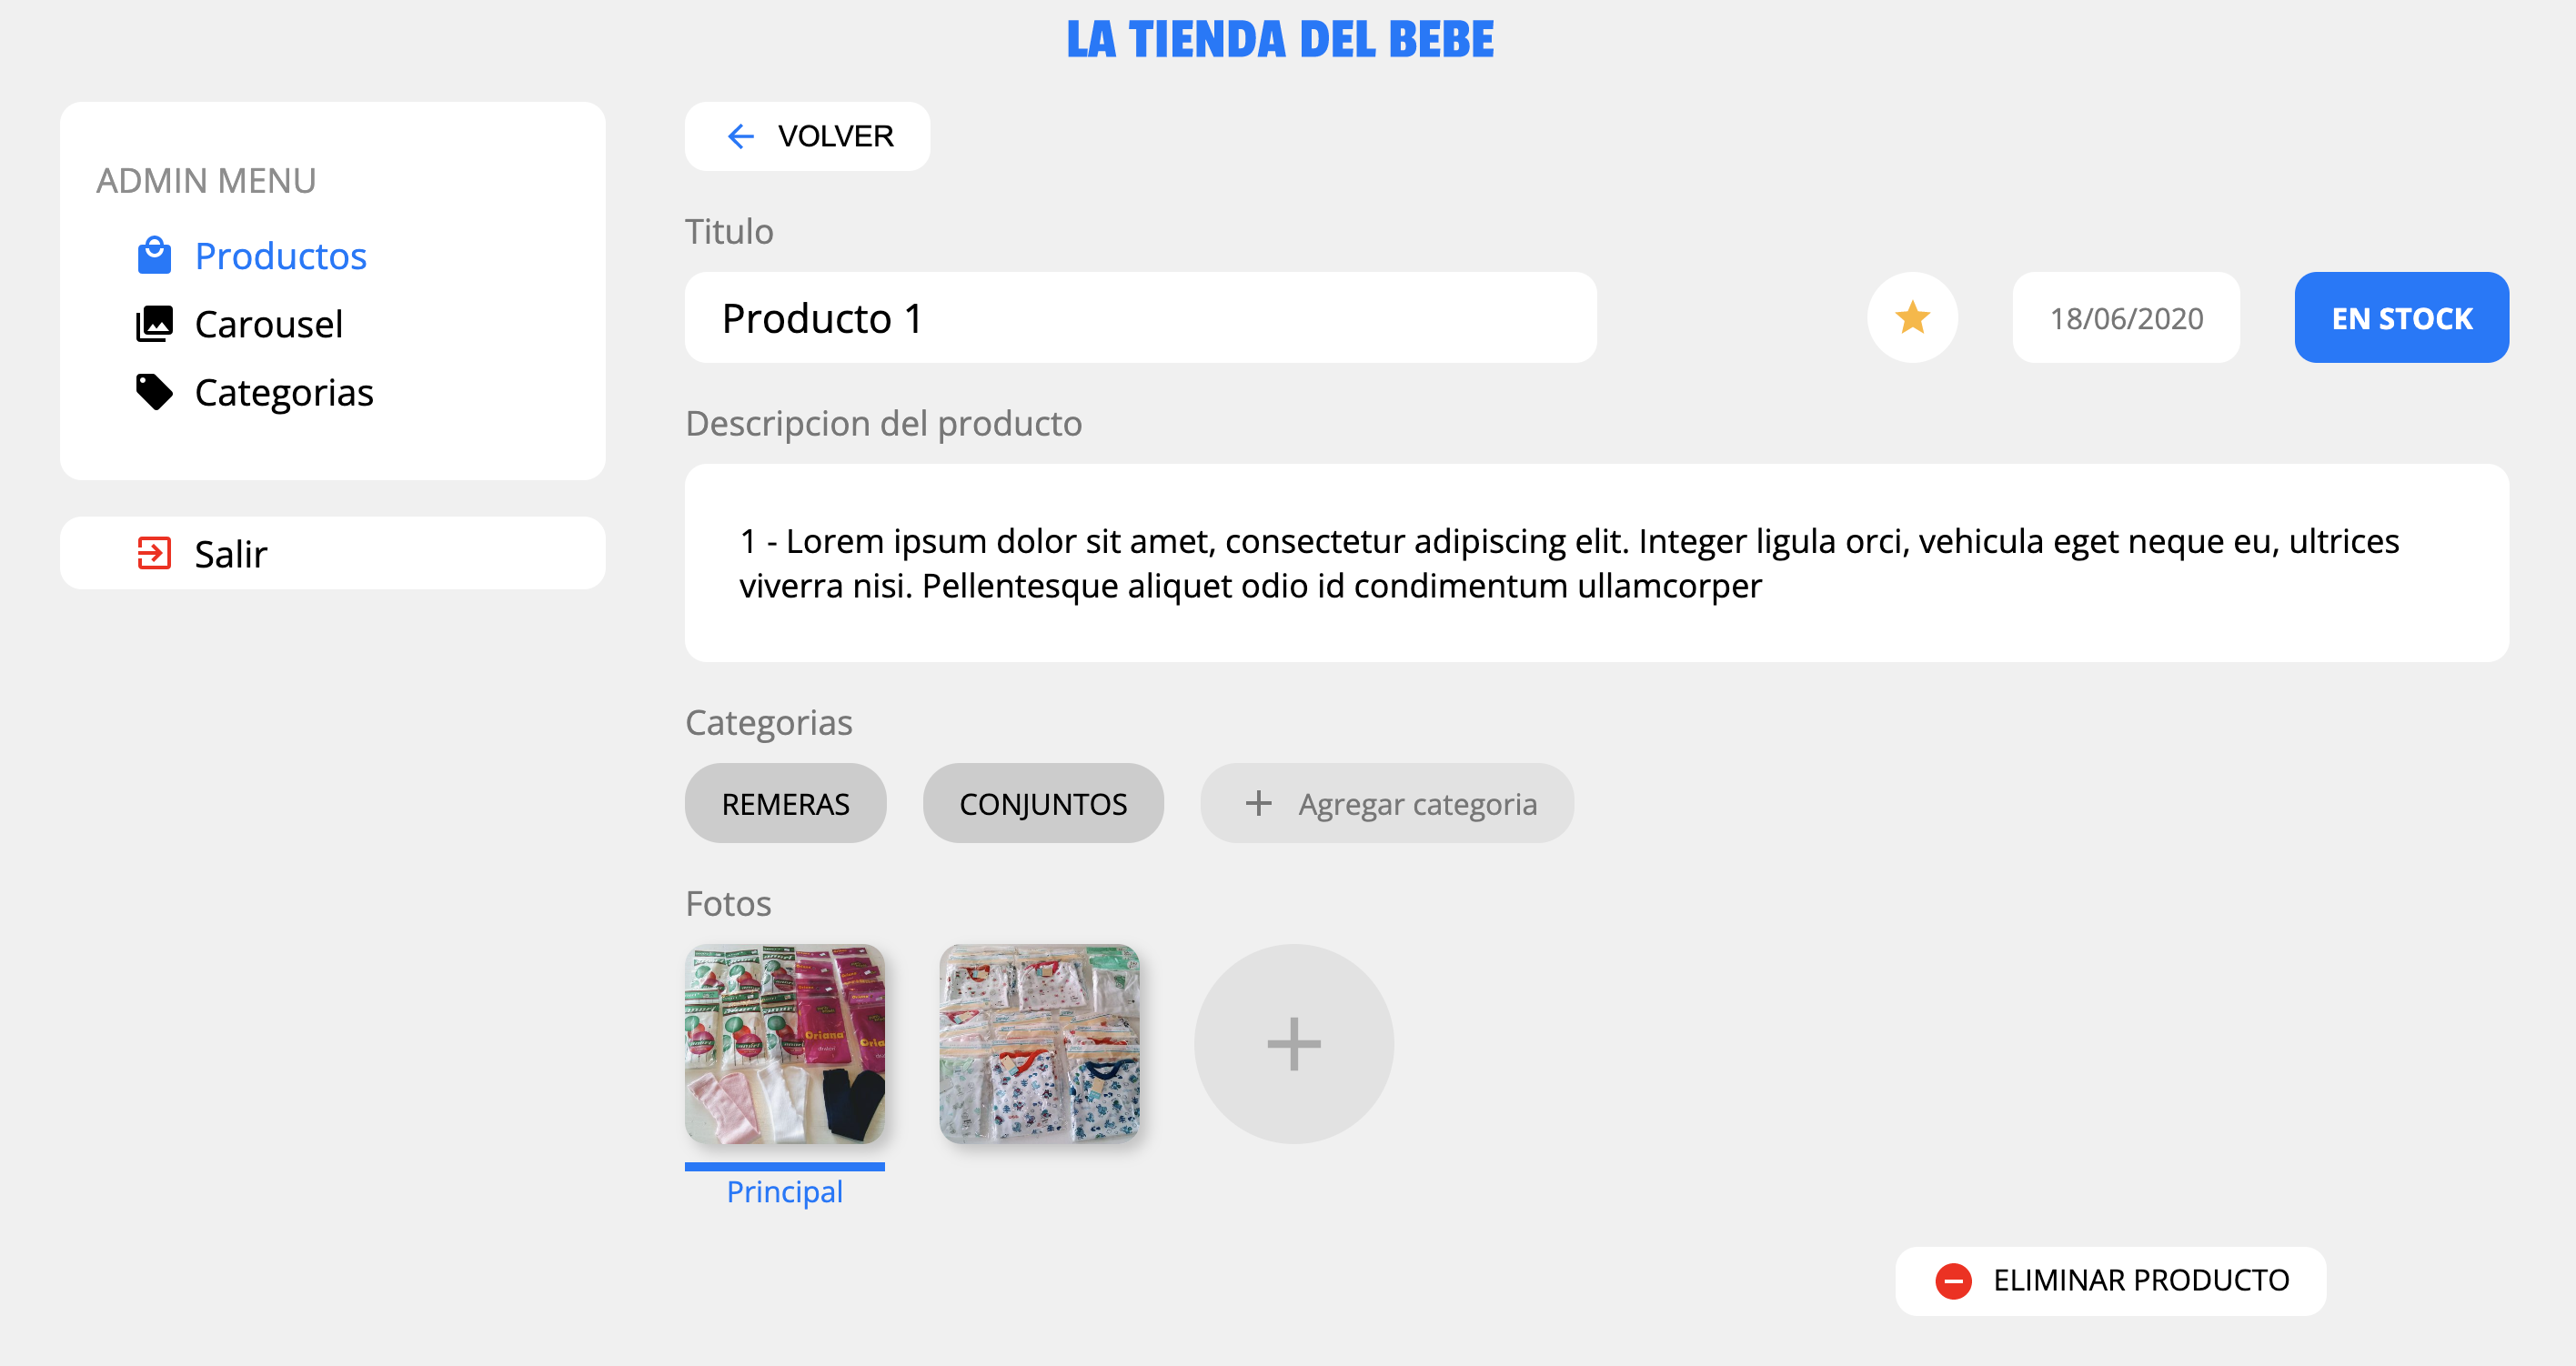 LA TIENDA DEL BEBE
ADMIN MENU
Productos
Carousel
Categorias
Salir
VOLVER
Titulo
Producto 1
18/06/2020
EN STOCK
Descripcion del producto
1 - Lorem ipsum dolor sit amet, consectetur adipiscing elit. Integer ligula orci, vehicula eget neque eu, ultrices
viverra nisi. Pellentesque aliquet odio id condimentum ullamcorper
Categorias
REMERAS
CONJUNTOS
Agregar categoria
Fotos
Oriana
Principal
ELIMINAR PRODUCTO